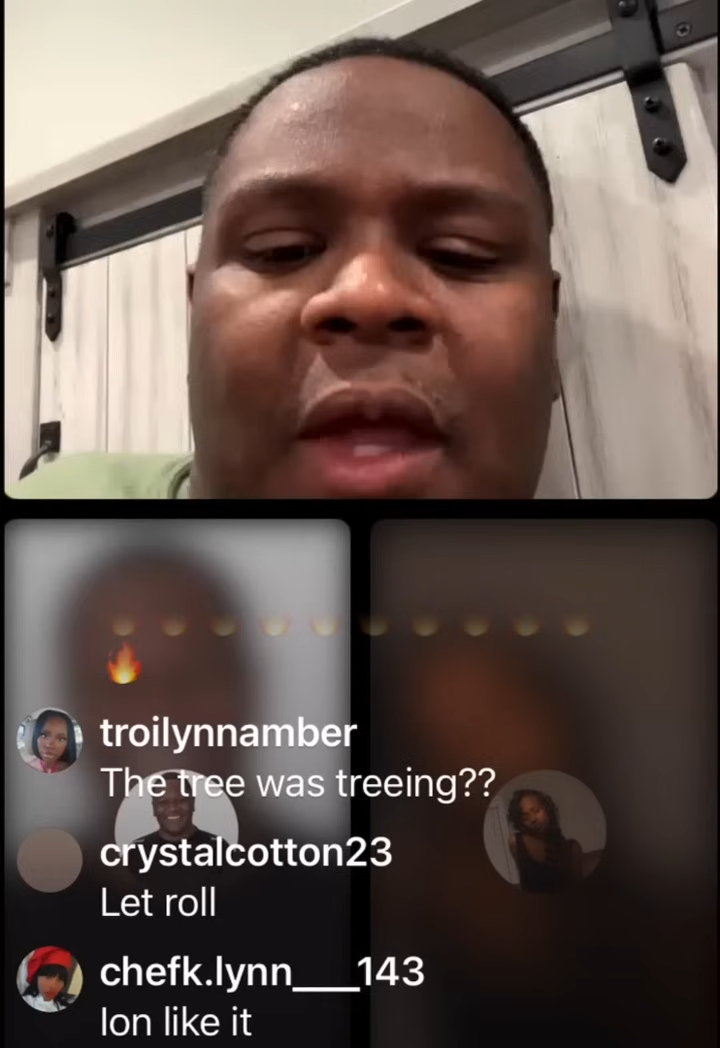 troilynnamber
The tree was treeing??
crystalcotton23
Let roll
chefk.lynn___143
Ion like it